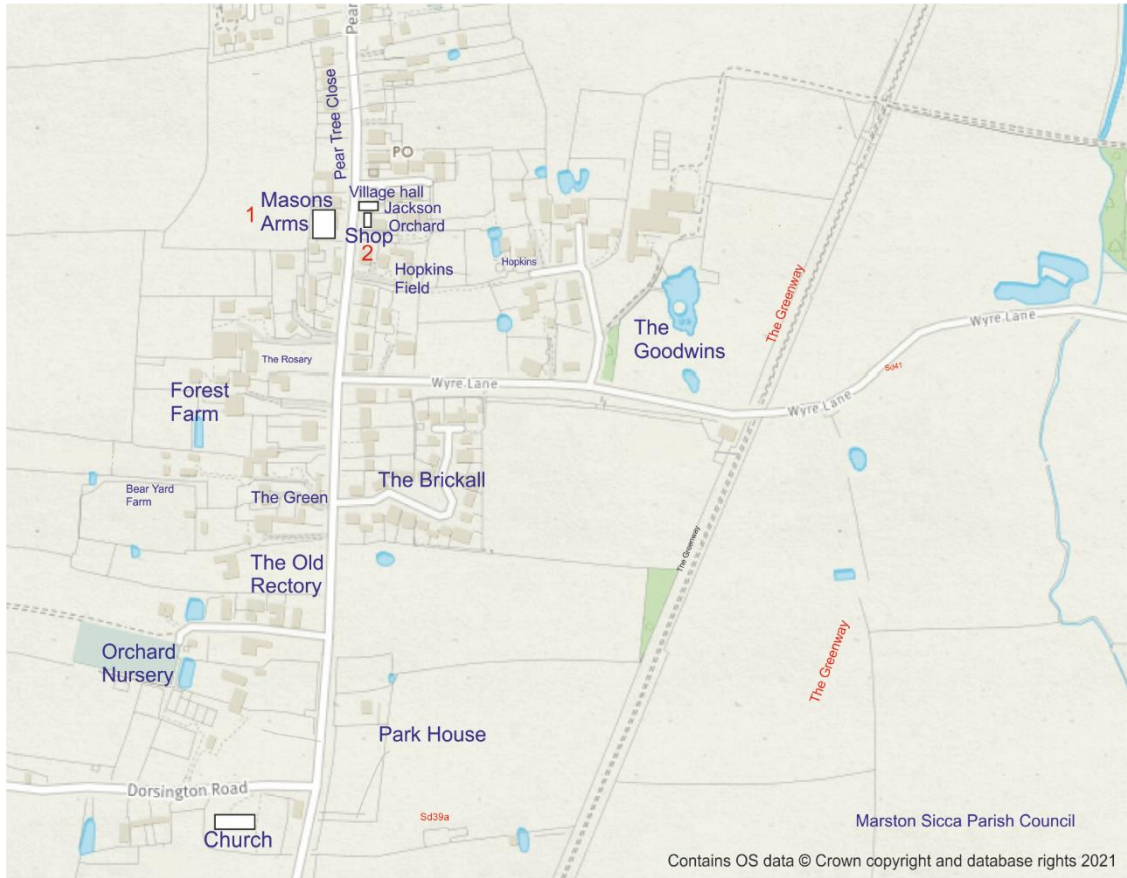 Pear
Pear Tree Close
PO
Village hall
1
Masons
Arms
Jackson
Orchard
Shop
2
Hopkins
Field
Hopkins
The Greenway
The
Goodwins
Wyre Lane
The Rosary
Wyre Lane
Sd41
Wyre Lane
Forest
Farm
The Brickall
Bear Yard
Farm
The Green
The Greenway
The Old
Rectory
The Greenway
Orchard
Nursery
Park House
Dorsington Road
Sd39a
Church
Marston Sicca Parish Council
Contains OS data © Crown copyright and database rights 2021